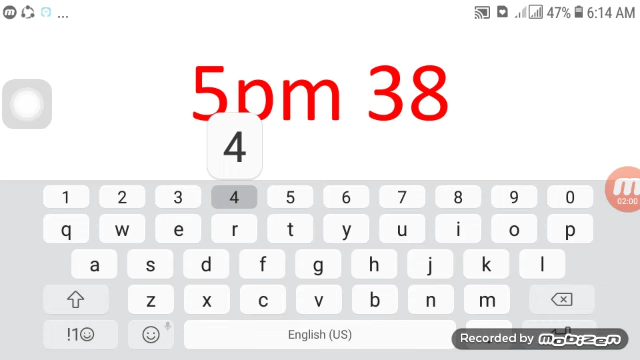 ... 47% 6:14 AM
5pm 38
4
1 2 3 4 5 6 7 8 9 0
q w e r t y u i o p
a s d f g h j k l
02:00
z x c v b n m
!1☺ English (US)
Recorded by mobizen